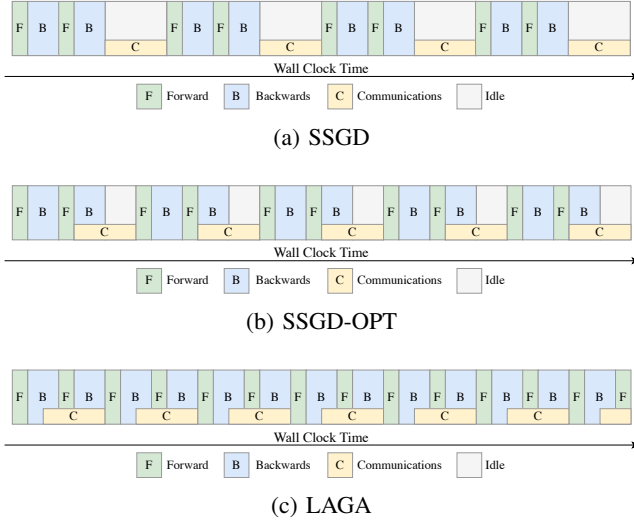 F B F B F B F B F B F B F B F B
C C C C
Wall Clock Time
F Forward B Backwards C Communications Idle
(a) SSGD
F B F B F B F B F B F B F B F B F B F B
C C C C C
Wall Clock Time
F Forward B Backwards C Communications Idle
(b) SSGD-OPT
F B F B F B F B F B F B F B F B F B F B F B F B F B F
C C C C C C
Wall Clock Time
F Forward B Backwards C Communications Idle
(c) LAGA